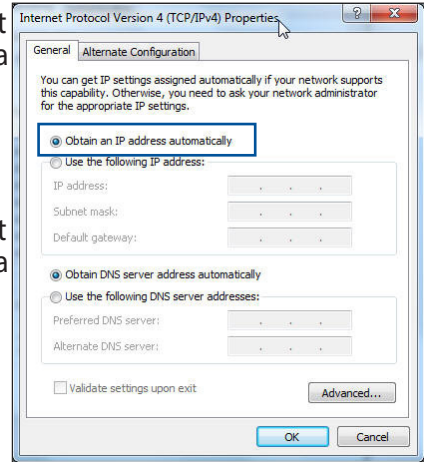 Internet Protocol Version 4 (TCP/IPv4) Properties
General
Alternate Configuration
You can get IP settings assigned automatically if your network supports
this capability. Otherwise, you need to ask your network administrator
for the appropriate IP settings.
Obtain an IP address automatically
Use the following IP address:
IP address:
Subnet mask:
Default gateway:
Obtain DNS server address automatically
Use the following DNS server addresses:
Preferred DNS server:
Alternate DNS server:
Validate settings upon exit
Advanced...
OK
Cancel